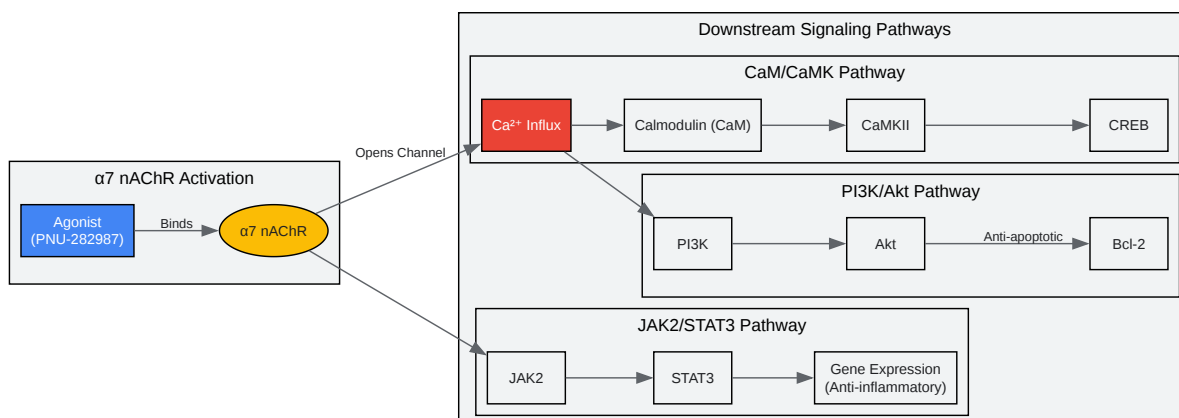 Downstream Signaling Pathways
CaM/CaMK Pathway
Ca²⁺ Influx
Calmodulin (CaM)
CaMKII
CREB
Opens Channel
α7 nAChR Activation
Agonist
(PNU-282987)
Binds
α7 nAChR
PI3K/Akt Pathway
PI3K
Akt
Anti-apoptotic
Bcl-2
JAK2/STAT3 Pathway
JAK2
STAT3
Gene Expression
(Anti-inflammatory)